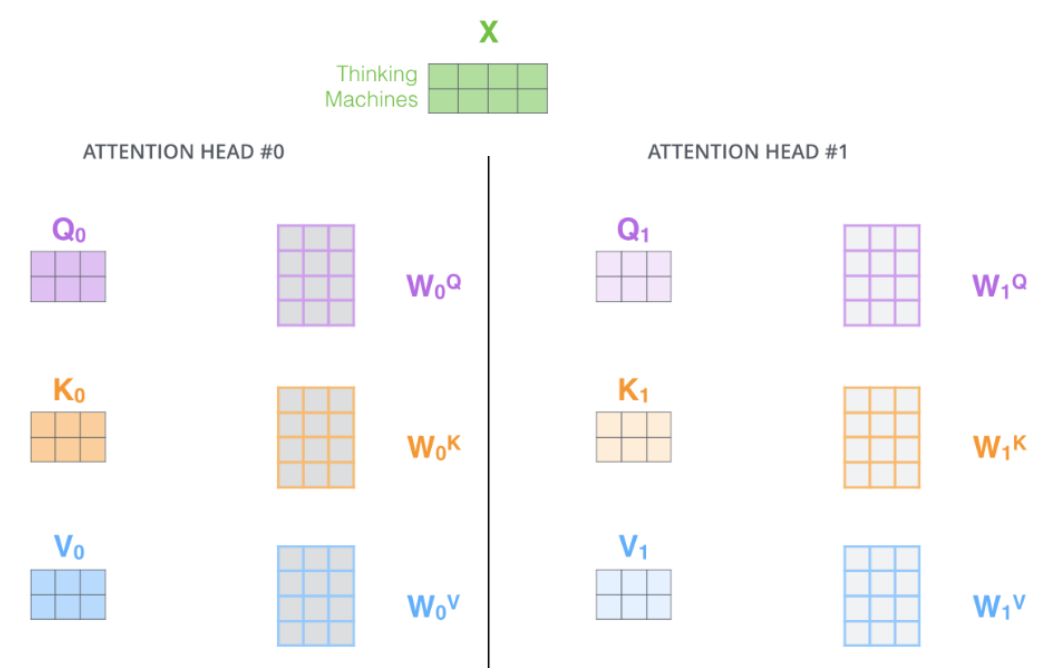 X
Thinking
Machines
ATTENTION HEAD #0
ATTENTION HEAD #1
Q₀
W₀Q
Q₁
W₁Q
K₀
W₀K
K₁
W₁K
V₀
W₀V
V₁
W₁V